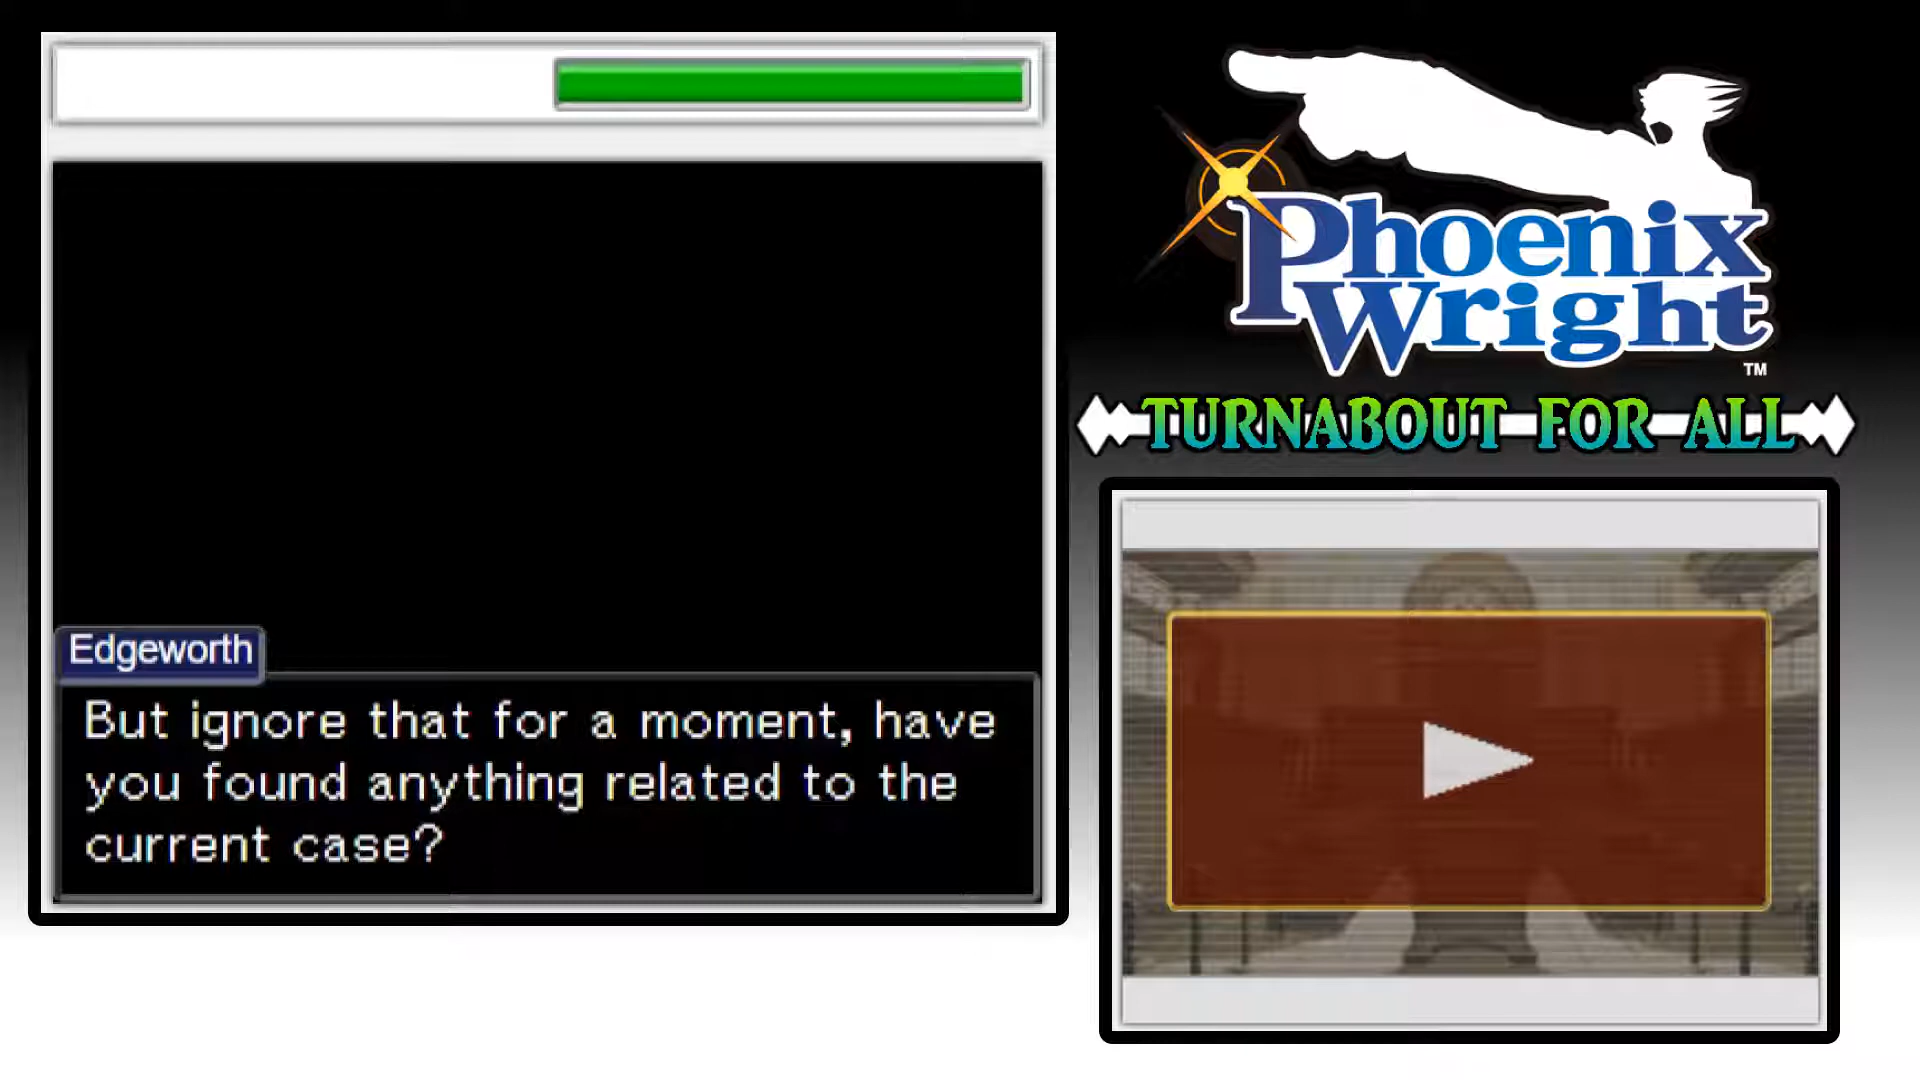 Phoenix
Wright
TM
TURNABOUT FOR ALL
Edgeworth
But ignore that for a moment, have
you found anything related to the
current case?